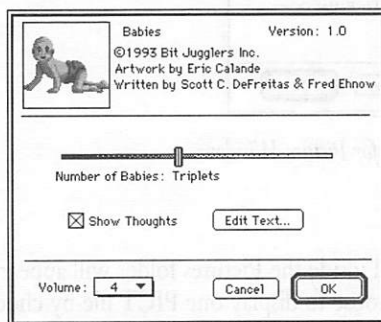 Babies Version: 1.0
©1993 Bit Jugglers Inc.
Artwork by Eric Calande
Written by Scott C. DeFreitas & Fred Ehnow
Number of Babies: Triplets
Show Thoughts Edit Text...
Volume: 4 Cancel OK